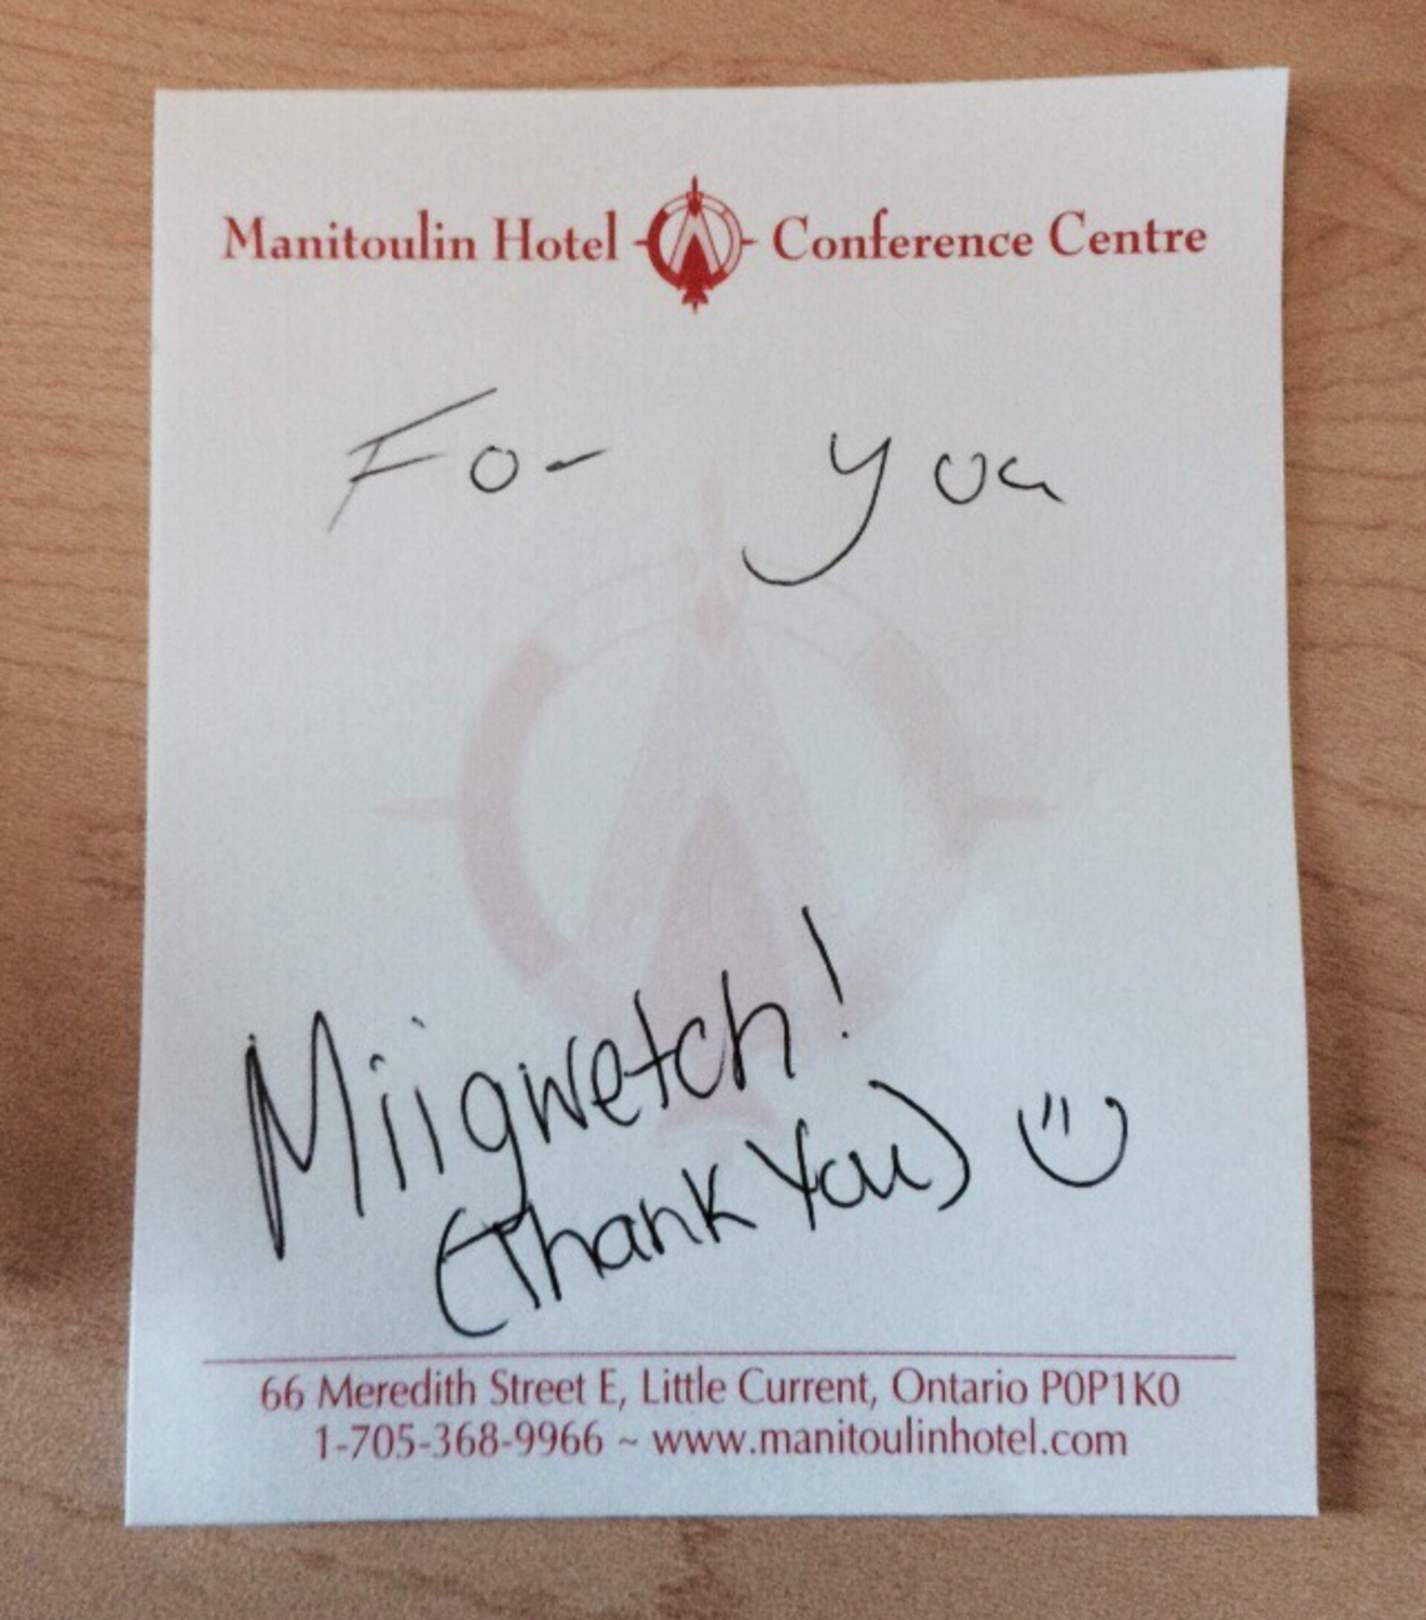 Manitoulin Hotel Conference Centre
For you
Miigwetch!
(Thank You)
66 Meredith Street E, Little Current, Ontario P0P1K0
1-705-368-9966 ~ www.manitoulinhotel.com